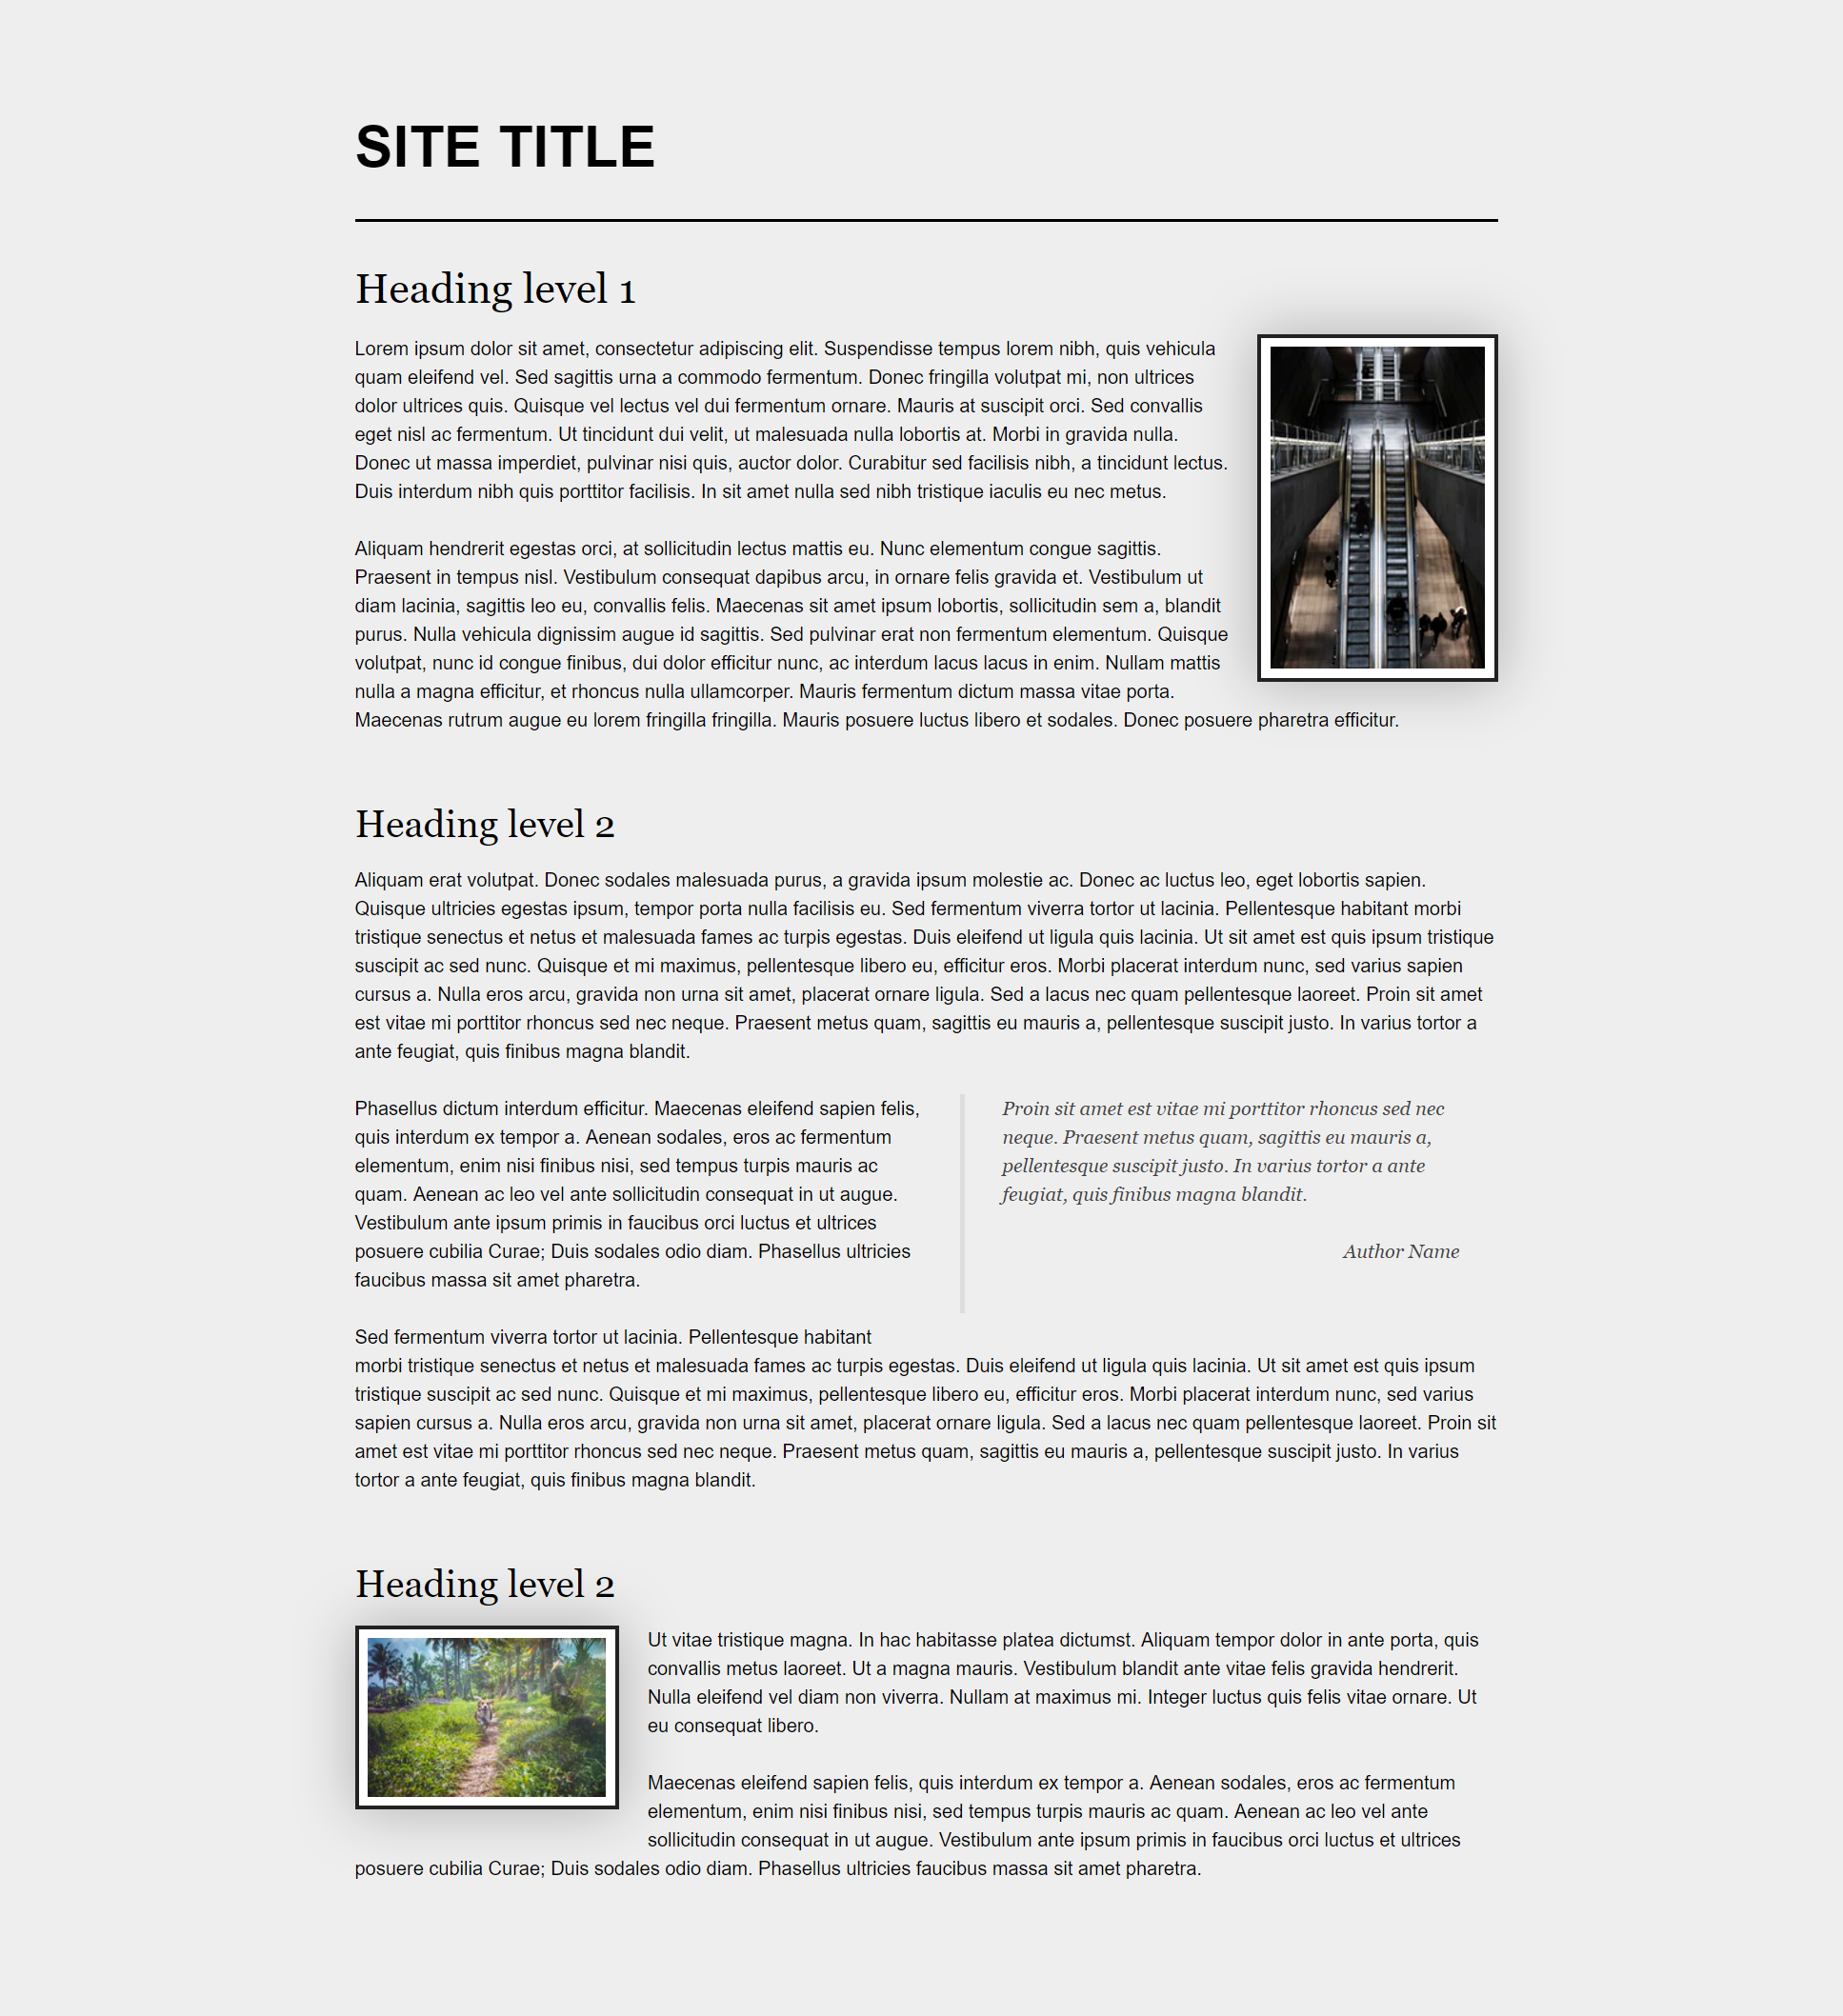 SITE TITLE
Heading level 1
Lorem ipsum dolor sit amet, consectetur adipiscing elit. Suspendisse tempus lorem nibh, quis vehicula
quam eleifend vel. Sed sagittis urna a commodo fermentum. Donec fringilla volutpat mi, non ultrices
dolor ultrices quis. Quisque vel lectus vel dui fermentum ornare. Mauris at suscipit orci. Sed convallis
eget nisl ac fermentum. Ut tincidunt dui velit, ut malesuada nulla lobortis at. Morbi in gravida nulla.
Donec ut massa imperdiet, pulvinar nisi quis, auctor dolor. Curabitur sed facilisis nibh, a tincidunt lectus.
Duis interdum nibh quis porttitor facilisis. In sit amet nulla sed nibh tristique iaculis eu nec metus.
Aliquam hendrerit egestas orci, at sollicitudin lectus mattis eu. Nunc elementum congue sagittis.
Praesent in tempus nisl. Vestibulum consequat dapibus arcu, in ornare felis gravida et. Vestibulum ut
diam lacinia, sagittis leo eu, convallis felis. Maecenas sit amet ipsum lobortis, sollicitudin sem a, blandit
purus. Nulla vehicula dignissim augue id sagittis. Sed pulvinar erat non fermentum elementum. Quisque
volutpat, nunc id congue finibus, dui dolor efficitur nunc, ac interdum lacus lacus in enim. Nullam mattis
nulla a magna efficitur, et rhoncus nulla ullamcorper. Mauris fermentum dictum massa vitae porta.
Maecenas rutrum augue eu lorem fringilla fringilla. Mauris posuere luctus libero et sodales. Donec posuere pharetra efficitur.
Heading level 2
Aliquam erat volutpat. Donec sodales malesuada purus, a gravida ipsum molestie ac. Donec ac luctus leo, eget lobortis sapien.
Quisque ultricies egestas ipsum, tempor porta nulla facilisis eu. Sed fermentum viverra tortor ut lacinia. Pellentesque habitant morbi
tristique senectus et netus et malesuada fames ac turpis egestas. Duis eleifend ut ligula quis lacinia. Ut sit amet est quis ipsum tristique
suscipit ac sed nunc. Quisque et mi maximus, pellentesque libero eu, efficitur eros. Morbi placerat interdum nunc, sed varius sapien
cursus a. Nulla eros arcu, gravida non urna sit amet, placerat ornare ligula. Sed a lacus nec quam pellentesque laoreet. Proin sit amet
est vitae mi porttitor rhoncus sed nec neque. Praesent metus quam, sagittis eu mauris a, pellentesque suscipit justo. In varius tortor a
ante feugiat, quis finibus magna blandit.
Phasellus dictum interdum efficitur. Maecenas eleifend sapien felis,
quis interdum ex tempor a. Aenean sodales, eros ac fermentum
elementum, enim nisi finibus nisi, sed tempus turpis mauris ac
quam. Aenean ac leo vel ante sollicitudin consequat in ut augue.
Vestibulum ante ipsum primis in faucibus orci luctus et ultrices
posuere cubilia Curae; Duis sodales odio diam. Phasellus ultricies
faucibus massa sit amet pharetra.
Proin sit amet est vitae mi porttitor rhoncus sed nec
neque. Praesent metus quam, sagittis eu mauris a,
pellentesque suscipit justo. In varius tortor a ante
feugiat, quis finibus magna blandit.
Author Name
Sed fermentum viverra tortor ut lacinia. Pellentesque habitant
morbi tristique senectus et netus et malesuada fames ac turpis egestas. Duis eleifend ut ligula quis lacinia. Ut sit amet est quis ipsum
tristique suscipit ac sed nunc. Quisque et mi maximus, pellentesque libero eu, efficitur eros. Morbi placerat interdum nunc, sed varius
sapien cursus a. Nulla eros arcu, gravida non urna sit amet, placerat ornare ligula. Sed a lacus nec quam pellentesque laoreet. Proin sit
amet est vitae mi porttitor rhoncus sed nec neque. Praesent metus quam, sagittis eu mauris a, pellentesque suscipit justo. In varius
tortor a ante feugiat, quis finibus magna blandit.
Heading level 2
Ut vitae tristique magna. In hac habitasse platea dictumst. Aliquam tempor dolor in ante porta, quis
convallis metus laoreet. Ut a magna mauris. Vestibulum blandit ante vitae felis gravida hendrerit.
Nulla eleifend vel diam non viverra. Nullam at maximus mi. Integer luctus quis felis vitae ornare. Ut
eu consequat libero.
Maecenas eleifend sapien felis, quis interdum ex tempor a. Aenean sodales, eros ac fermentum
elementum, enim nisi finibus nisi, sed tempus turpis mauris ac quam. Aenean ac leo vel ante
sollicitudin consequat in ut augue. Vestibulum ante ipsum primis in faucibus orci luctus et ultrices
posuere cubilia Curae; Duis sodales odio diam. Phasellus ultricies faucibus massa sit amet pharetra.